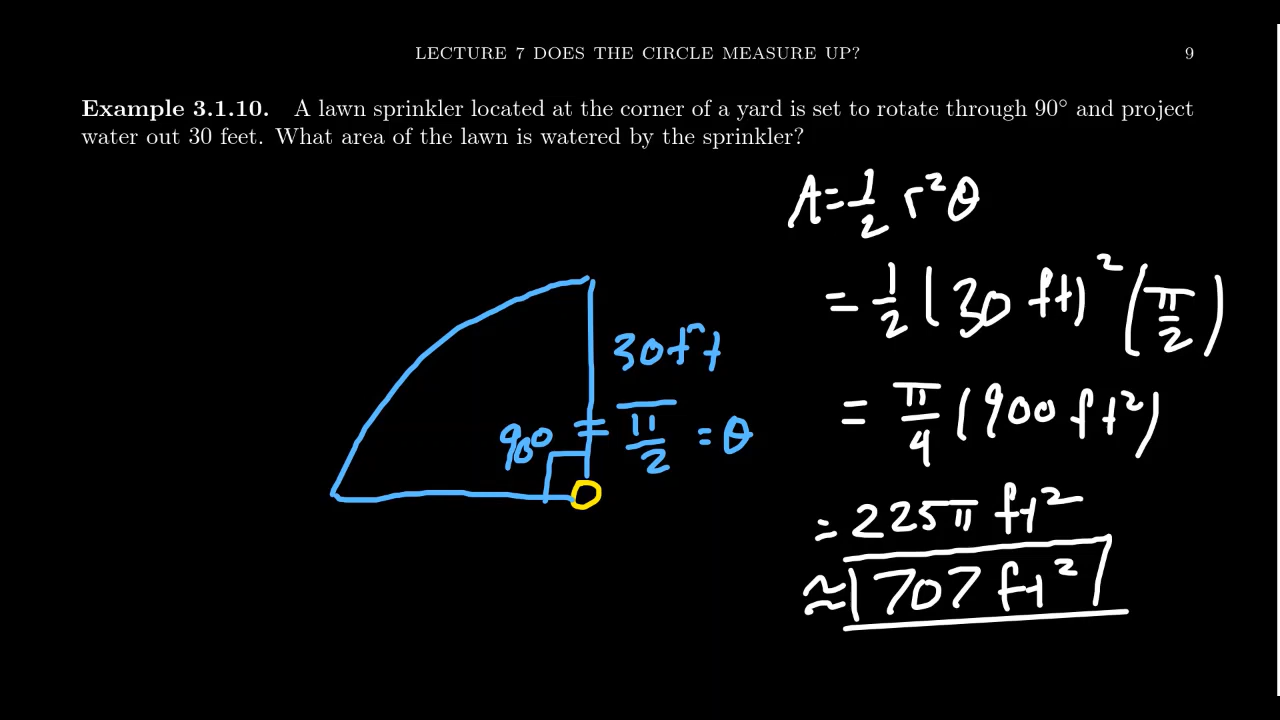 LECTURE 7 DOES THE CIRCLE MEASURE UP? 9
Example 3.1.10. A lawn sprinkler located at the corner of a yard is set to rotate through 90° and project
water out 30 feet. What area of the lawn is watered by the sprinkler?
A = 1/2 r²θ
= 1/2 (30 ft)² (π/2)
30 ft
90° = π/2 = θ
= π/4 (900 ft²)
= 225π ft²
≈ 707 ft²